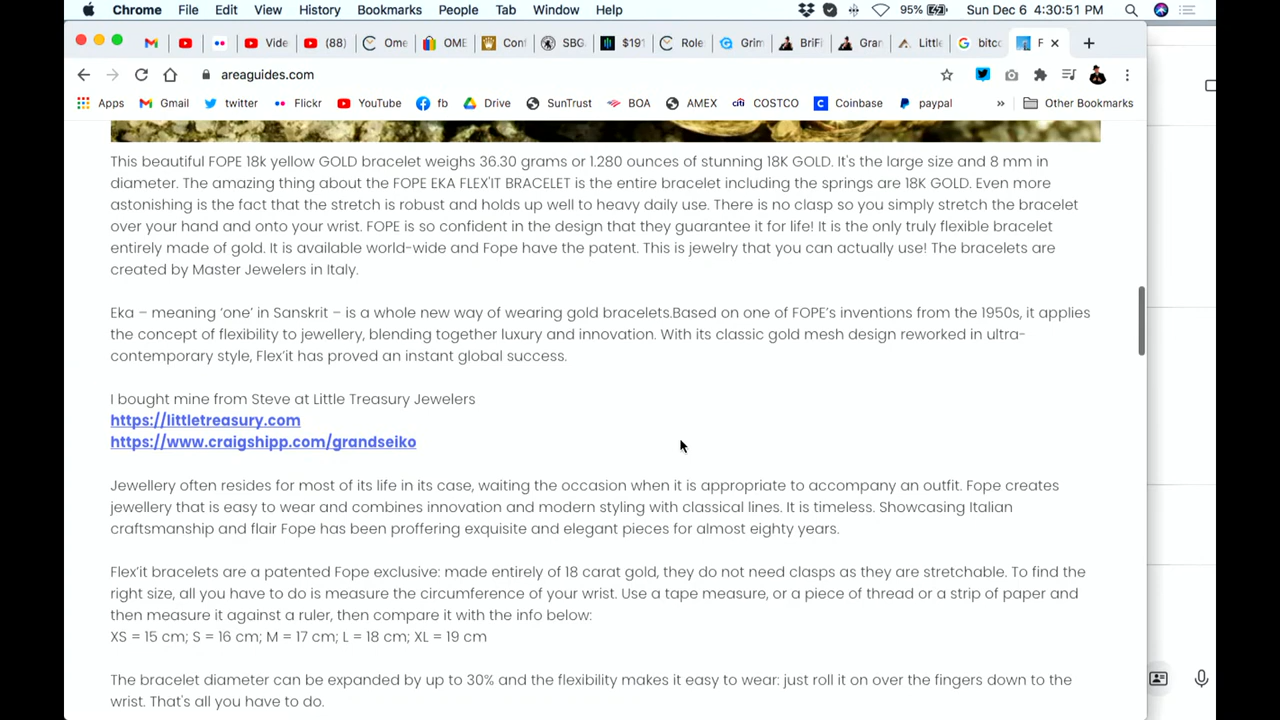 Chrome File Edit View History Bookmarks People Tab Window Help 95% Sun Dec 6 4:30:51 PM
Vide (88) Ome OME Conf SBG $191 Role Grim BriFl Gran Little bitco F
areaguides.com
Apps Gmail twitter Flickr YouTube fb Drive SunTrust BOA AMEX COSTCO Coinbase paypal » Other Bookmarks
This beautiful FOPE 18k yellow GOLD bracelet weighs 36.30 grams or 1.280 ounces of stunning 18K GOLD. It's the large size and 8 mm in
diameter. The amazing thing about the FOPE EKA FLEX'IT BRACELET is the entire bracelet including the springs are 18K GOLD. Even more
astonishing is the fact that the stretch is robust and holds up well to heavy daily use. There is no clasp so you simply stretch the bracelet
over your hand and onto your wrist. FOPE is so confident in the design that they guarantee it for life! It is the only truly flexible bracelet
entirely made of gold. It is available world-wide and Fope have the patent. This is jewelry that you can actually use! The bracelets are
created by Master Jewelers in Italy.
Eka – meaning ‘one’ in Sanskrit – is a whole new way of wearing gold bracelets.Based on one of FOPE’s inventions from the 1950s, it applies
the concept of flexibility to jewellery, blending together luxury and innovation. With its classic gold mesh design reworked in ultra-
contemporary style, Flex’it has proved an instant global success.
I bought mine from Steve at Little Treasury Jewelers
https://littletreasury.com
https://www.craigshipp.com/grandseiko
Jewellery often resides for most of its life in its case, waiting the occasion when it is appropriate to accompany an outfit. Fope creates
jewellery that is easy to wear and combines innovation and modern styling with classical lines. It is timeless. Showcasing Italian
craftsmanship and flair Fope has been proffering exquisite and elegant pieces for almost eighty years.
Flex’it bracelets are a patented Fope exclusive: made entirely of 18 carat gold, they do not need clasps as they are stretchable. To find the
right size, all you have to do is measure the circumference of your wrist. Use a tape measure, or a piece of thread or a strip of paper and
then measure it against a ruler, then compare it with the info below:
XS = 15 cm; S = 16 cm; M = 17 cm; L = 18 cm; XL = 19 cm
The bracelet diameter can be expanded by up to 30% and the flexibility makes it easy to wear: just roll it on over the fingers down to the
wrist. That's all you have to do.